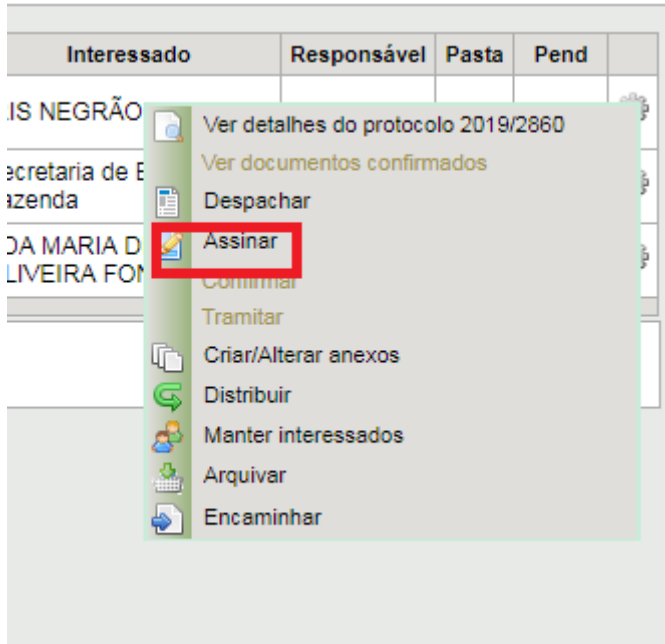 Interessado Responsável Pasta Pend
IS NEGRÃO
Ver detalhes do protocolo 2019/2860
Ver documentos confirmados
ecretaria de E
azenda
Despachar
Assinar
DA MARIA D
LIVEIRA FON
Confirmar
Tramitar
Criar/Alterar anexos
Distribuir
Manter interessados
Arquivar
Encaminhar